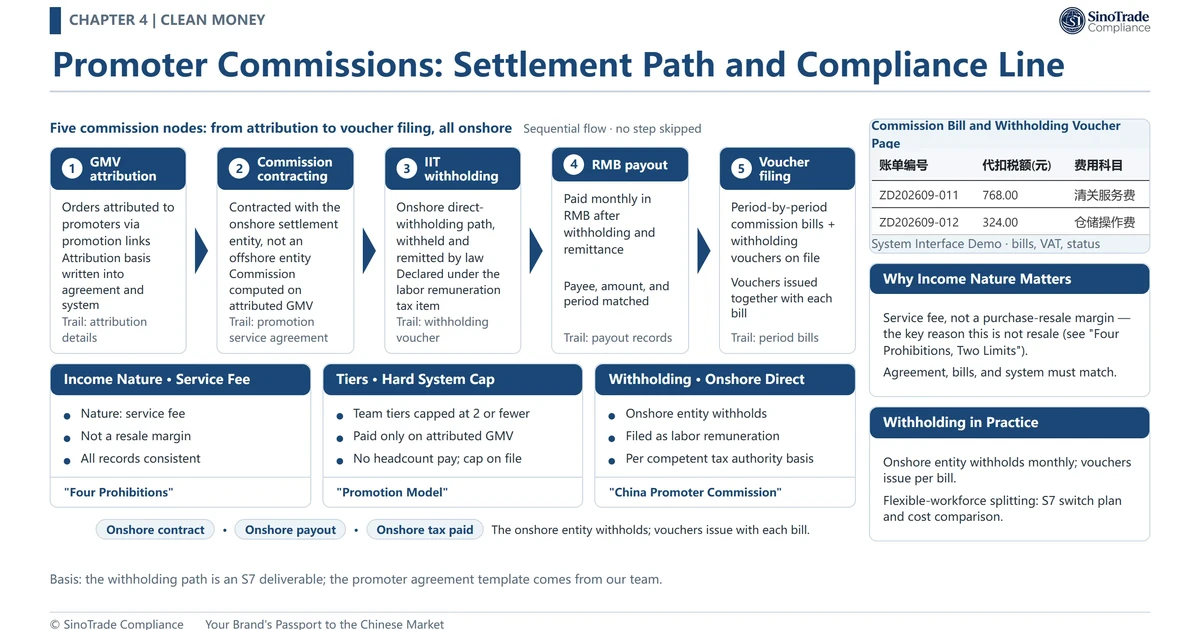 CHAPTER 4 | CLEAN MONEY
SinoTrade
Compliance
Promoter Commissions: Settlement Path and Compliance Line
Five commission nodes: from attribution to voucher filing, all onshore
Sequential flow · no step skipped
1
GMV
attribution
Orders attributed to
promoters via
promotion links
Attribution basis
written into
agreement and
system
Trail: attribution
details
2
Commission
contracting
Contracted with the
onshore settlement
entity, not an
offshore entity
Commission
computed on
attributed GMV
Trail: promotion
service agreement
3
IIT
withholding
Onshore direct-
withholding path,
withheld and
remitted by law
Declared under the
labor remuneration
tax item
Trail: withholding
voucher
4
RMB payout
Paid monthly in
RMB after
withholding and
remittance
Payee, amount, and
period matched
Trail: payout records
5
Voucher
filing
Period-by-period
commission bills +
withholding
vouchers on file
Vouchers issued
together with each
bill
Trail: period bills
Income Nature • Service Fee
Nature: service fee
Not a resale margin
All records consistent
"Four Prohibitions"
Tiers • Hard System Cap
Team tiers capped at 2 or fewer
Paid only on attributed GMV
No headcount pay; cap on file
"Promotion Model"
Withholding • Onshore Direct
Onshore entity withholds
Filed as labor remuneration
Per competent tax authority basis
"China Promoter Commission"
Onshore contract • Onshore payout • Onshore tax paid The onshore entity withholds; vouchers issue with each bill.
Commission Bill and Withholding Voucher
Page
账单编号 代扣税额(元) 费用科目
ZD202609-011 768.00 清关服务费
ZD202609-012 324.00 仓储操作费
System Interface Demo · bills, VAT, status
Why Income Nature Matters
Service fee, not a purchase-resale margin —
the key reason this is not resale (see "Four
Prohibitions, Two Limits").
Agreement, bills, and system must match.
Withholding in Practice
Onshore entity withholds monthly; vouchers
issue per bill.
Flexible-workforce splitting: S7 switch plan
and cost comparison.
Basis: the withholding path is an S7 deliverable; the promoter agreement template comes from our team.
© SinoTrade Compliance Your Brand's Passport to the Chinese Market